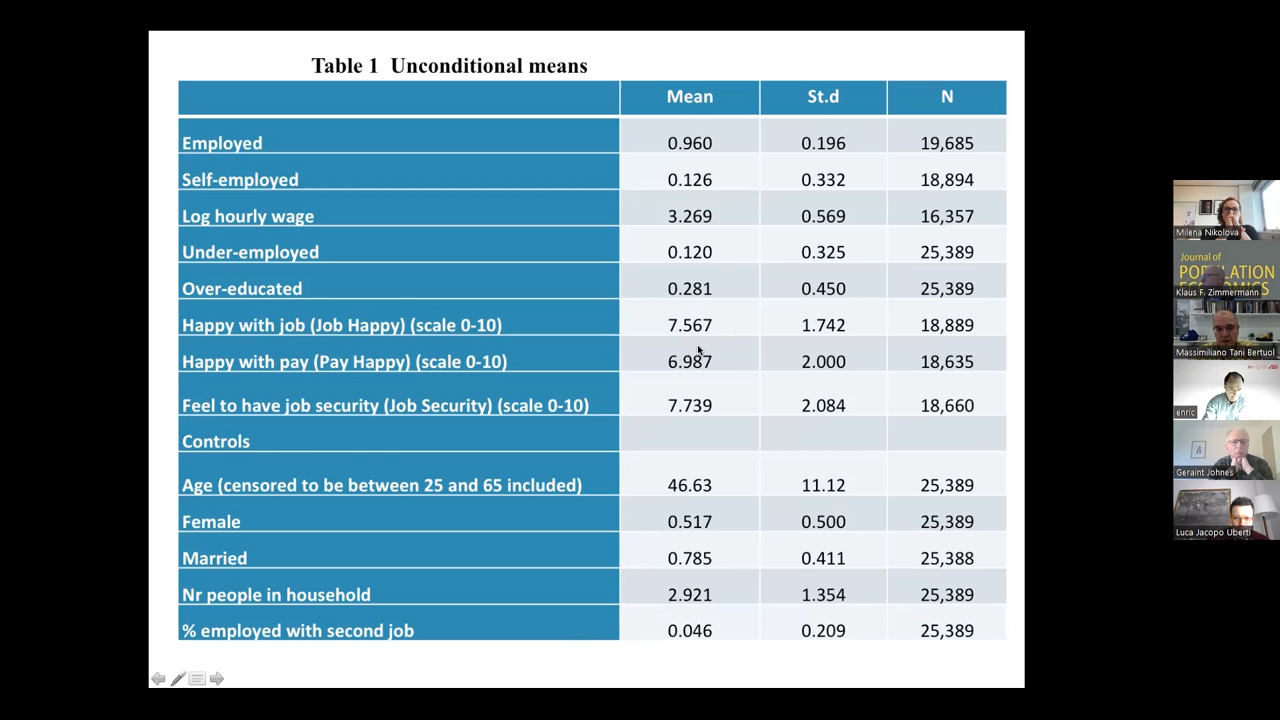 Table 1 Unconditional means
Mean St.d N
Employed 0.960 0.196 19,685
Self-employed 0.126 0.332 18,894
Log hourly wage 3.269 0.569 16,357
Under-employed 0.120 0.325 25,389
Over-educated 0.281 0.450 25,389
Happy with job (Job Happy) (scale 0-10) 7.567 1.742 18,889
Happy with pay (Pay Happy) (scale 0-10) 6.987 2.000 18,635
Feel to have job security (Job Security) (scale 0-10) 7.739 2.084 18,660
Controls
Age (censored to be between 25 and 65 included) 46.63 11.12 25,389
Female 0.517 0.500 25,389
Married 0.785 0.411 25,388
Nr people in household 2.921 1.354 25,389
% employed with second job 0.046 0.209 25,389
Milena Nikolova
Journal of
Klaus F. Zimmermann
Massimiliano Tani Bertuol
enric
Geraint Johnes
Luca Jacopo Uberti